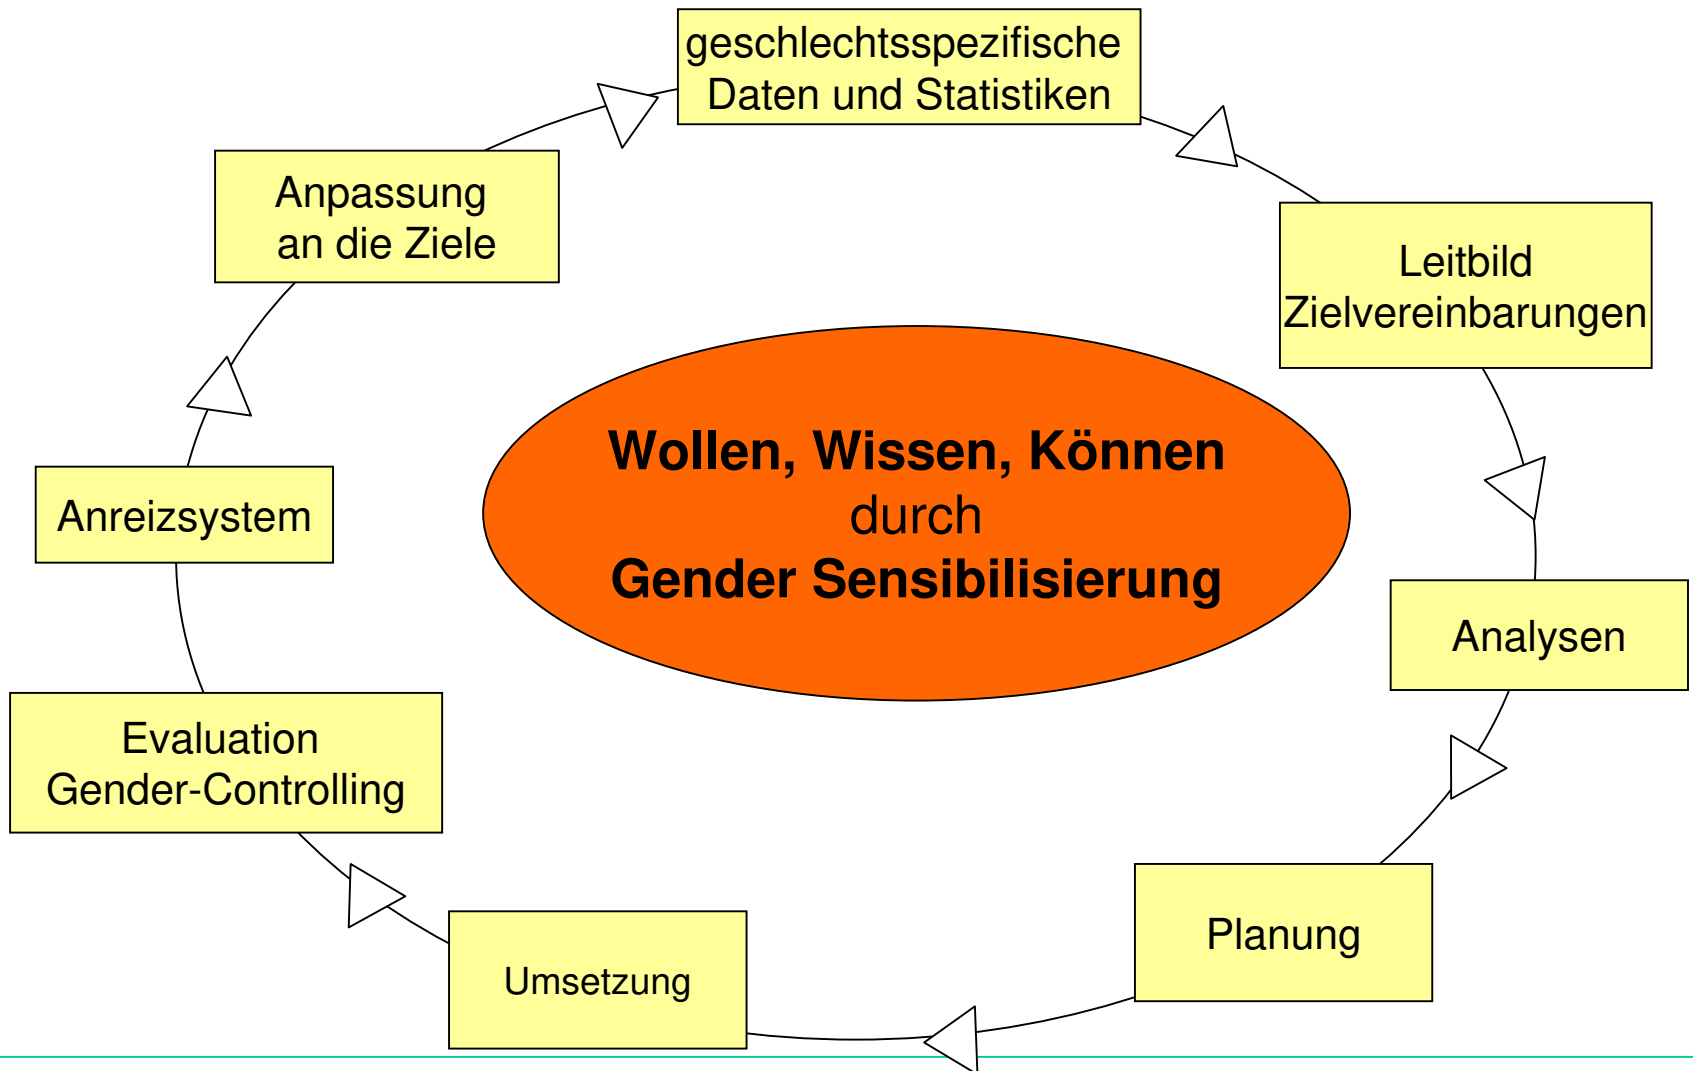 geschlechtsspezifische
Daten und Statistiken
Leitbild
Zielvereinbarungen
Analysen
Planung
Umsetzung
Evaluation
Gender-Controlling
Anreizsystem
Anpassung
an die Ziele
Wollen, Wissen, Können
durch
Gender Sensibilisierung